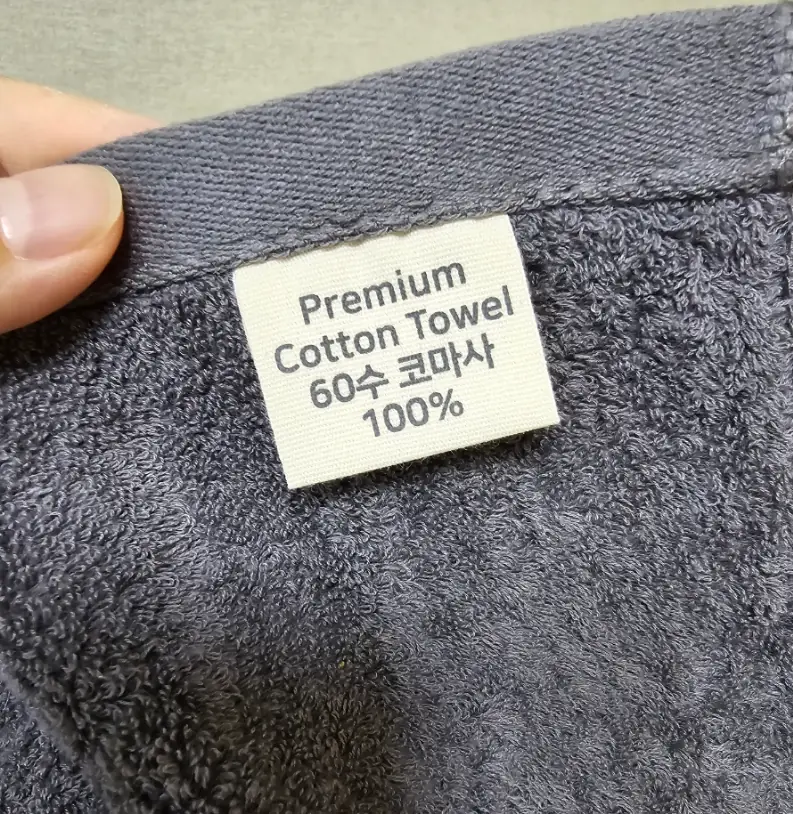 Premium
Cotton Towel
60수 코마사
100%